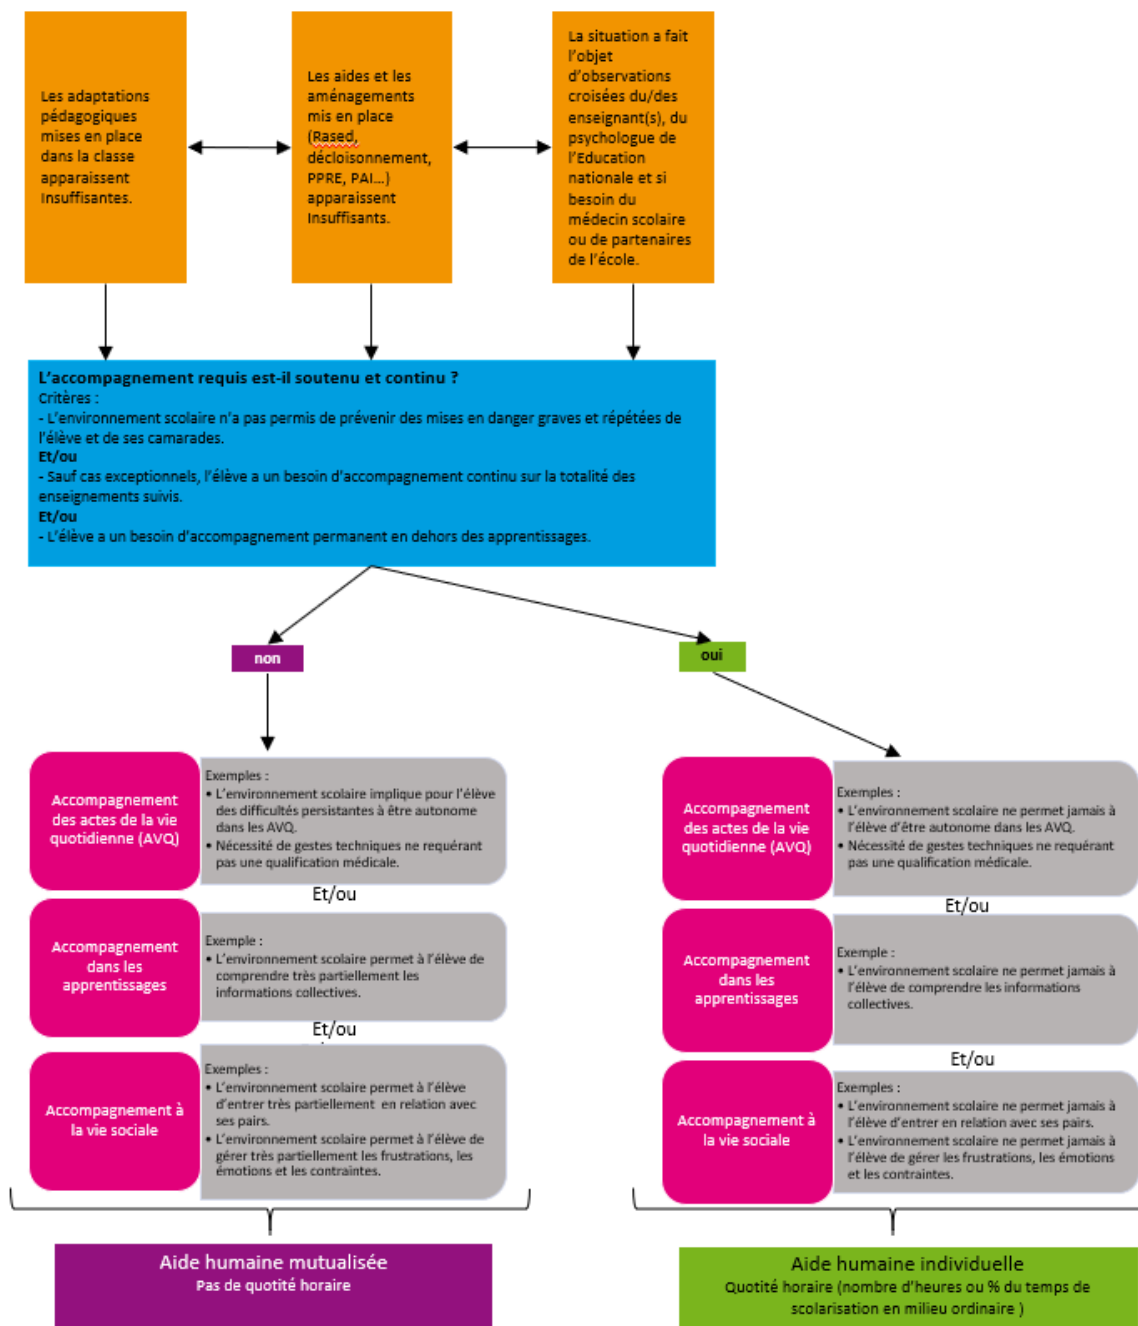 Les adaptations
pédagogiques
mises en place
dans la classe
apparaissent
Insuffisantes.
Les aides et les
aménagements
mis en place
(Rased,
décloisonnement,
PPRE, PAI…)
apparaissent
Insuffisants.
La situation a fait
l'objet
d'observations
croisées du/des
enseignant(s), du
psychologue de
l'Education
nationale et si
besoin du
médecin scolaire
ou de partenaires
de l'école.
L'accompagnement requis est-il soutenu et continu ?
Critères :
- L'environnement scolaire n'a pas permis de prévenir des mises en danger graves et répétées de
l'élève et de ses camarades.
Et/ou
- Sauf cas exceptionnels, l'élève a un besoin d'accompagnement continu sur la totalité des
enseignements suivis.
Et/ou
- L'élève a un besoin d'accompagnement permanent en dehors des apprentissages.
non
oui
Accompagnement
des actes de la vie
quotidienne (AVQ)
Exemples :
• L'environnement scolaire implique pour l'élève
des difficultés persistantes à être autonome
dans les AVQ.
• Nécessité de gestes techniques ne requérant
pas une qualification médicale.
Et/ou
Accompagnement
dans les
apprentissages
Exemple :
• L'environnement scolaire permet à l'élève de
comprendre très partiellement les
informations collectives.
Et/ou
Accompagnement à
la vie sociale
Exemples :
• L'environnement scolaire permet à l'élève
d'entrer très partiellement en relation avec
ses pairs.
• L'environnement scolaire permet à l'élève de
gérer très partiellement les frustrations, les
émotions et les contraintes.
Aide humaine mutualisée
Pas de quotité horaire
Accompagnement
des actes de la vie
quotidienne (AVQ)
Exemples :
• L'environnement scolaire ne permet jamais à
l'élève d'être autonome dans les AVQ.
• Nécessité de gestes techniques ne requérant
pas une qualification médicale.
Et/ou
Accompagnement
dans les
apprentissages
Exemple :
• L'environnement scolaire ne permet jamais à
l'élève de comprendre les informations
collectives.
Et/ou
Accompagnement à
la vie sociale
Exemples :
• L'environnement scolaire ne permet jamais à
l'élève d'entrer en relation avec ses pairs.
• L'environnement scolaire ne permet jamais à
l'élève de gérer les frustrations, les émotions
et les contraintes.
Aide humaine individuelle
Quotité horaire (nombre d'heures ou % du temps de
scolarisation en milieu ordinaire )